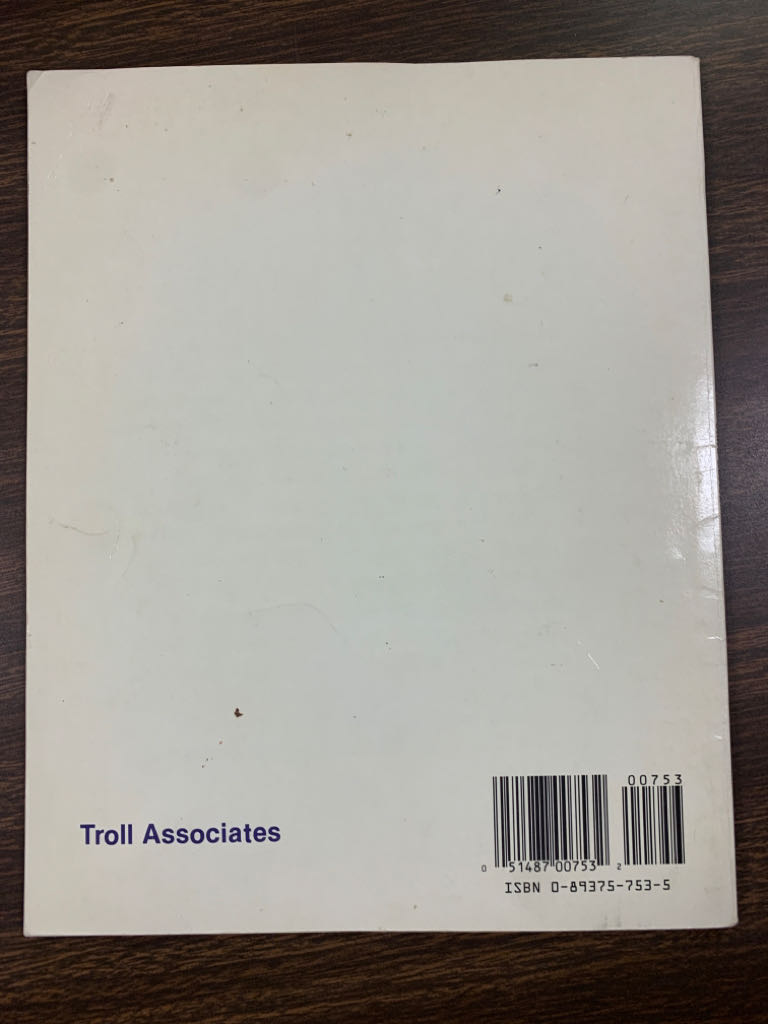 Troll Associates
00753
0 51487 00753 2
ISBN 0-89375-753-5